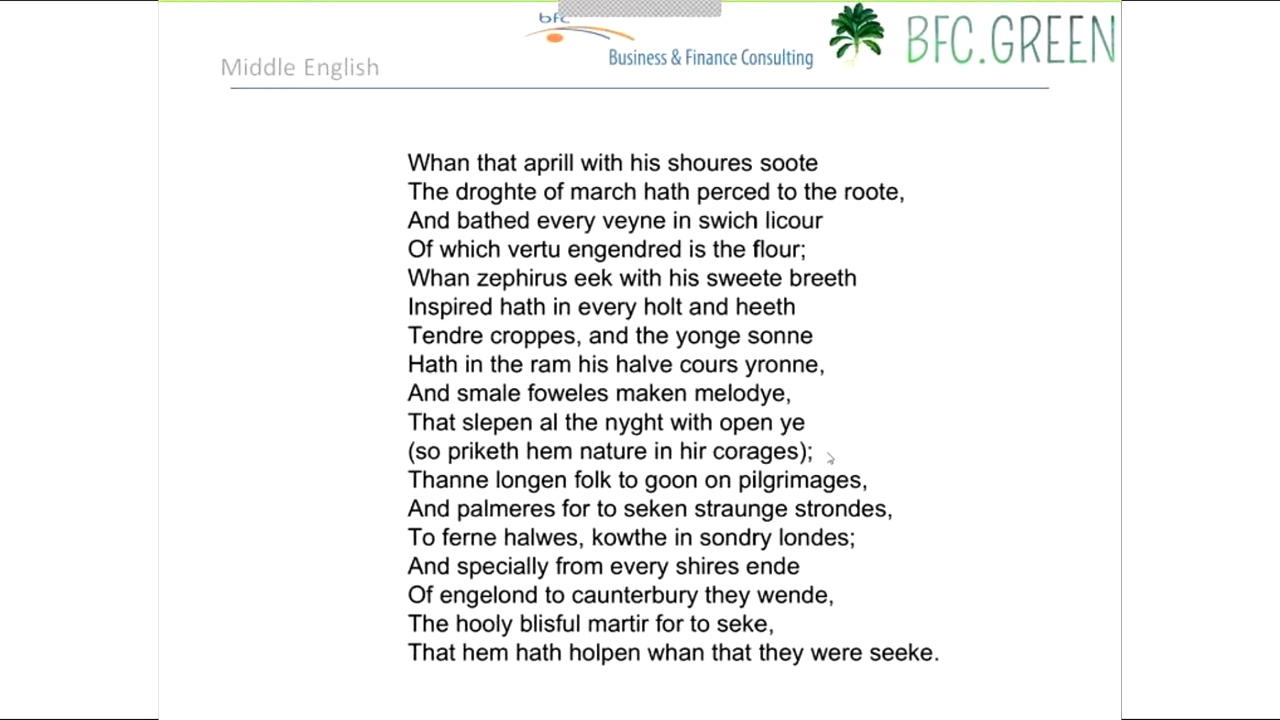 bfc
Business & Finance Consulting
BFC.GREEN
Middle English
Whan that aprill with his shoures soote
The droghte of march hath perced to the roote,
And bathed every veyne in swich licour
Of which vertu engendred is the flour;
Whan zephirus eek with his sweete breeth
Inspired hath in every holt and heeth
Tendre croppes, and the yonge sonne
Hath in the ram his halve cours yronne,
And smale foweles maken melodye,
That slepen al the nyght with open ye
(so priketh hem nature in hir corages);
Thanne longen folk to goon on pilgrimages,
And palmeres for to seken straunge strondes,
To ferne halwes, kowthe in sondry londes;
And specially from every shires ende
Of engelond to caunterbury they wende,
The hooly blisful martir for to seke,
That hem hath holpen whan that they were seeke.